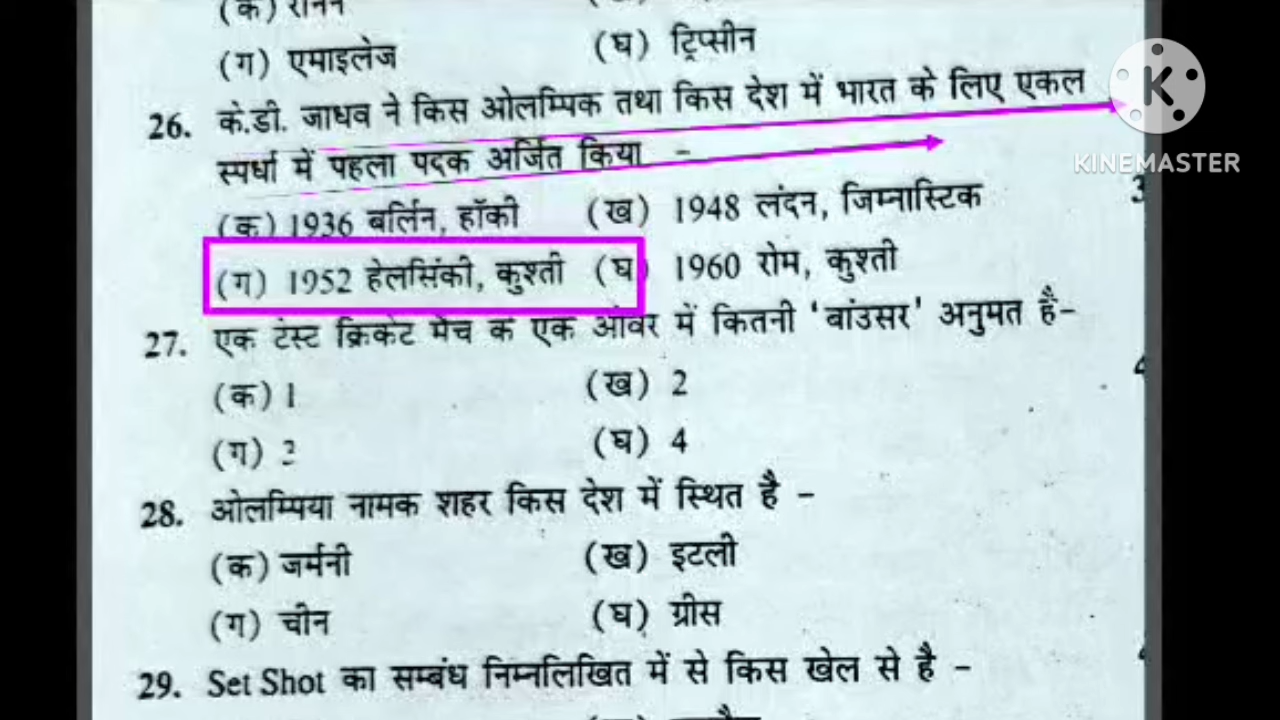 (ग) एमाइलेज (घ) ट्रिप्सीन
26. के.डी. जाधव ने किस ओलम्पिक तथा किस देश में भारत के लिए एकल
स्पर्धा में पहला पदक अर्जित किया –
(क) 1936 बर्लिन, हॉकी (ख) 1948 लंदन, जिम्नास्टिक
(ग) 1952 हेलसिंकी, कुश्ती (घ) 1960 रोम, कुश्ती
27. एक टेस्ट क्रिकेट मैच के एक ओवर में कितनी 'बांउसर' अनुमत है-
(क) 1 (ख) 2
(ग) 3 (घ) 4
28. ओलम्पिया नामक शहर किस देश में स्थित है –
(क) जर्मनी (ख) इटली
(ग) चीन (घ) ग्रीस
29. Set Shot का सम्बंध निम्नलिखित में से किस खेल से है –
K
KINEMASTER